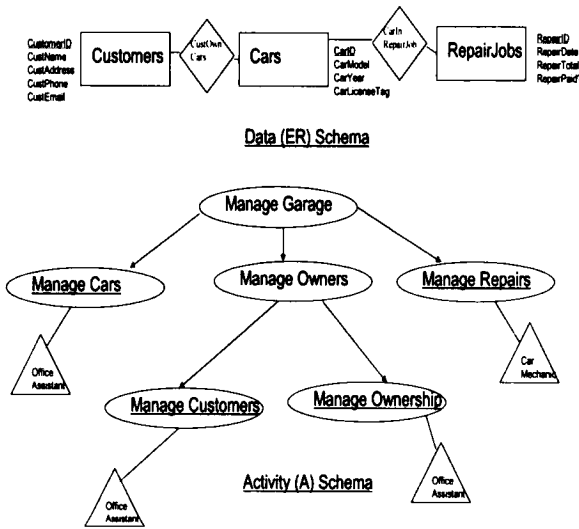 CustomerID
CustName
CustAddress
CustPhone
CustEmail
Customers
CustOwn
Cars
Cars
CarID
CarModel
CarYear
CarLicenseTag
CarIn
RepairJob
RepairJobs
RepairID
RepairDate
RepairTotal
RepairPaid?
Data (ER) Schema
Manage Garage
Manage Cars
Manage Owners
Manage Repairs
Office
Assistant
Car
Mechanic
Manage Customers
Manage Ownership
Office
Assistant
Activity (A) Schema
Office
Assistant